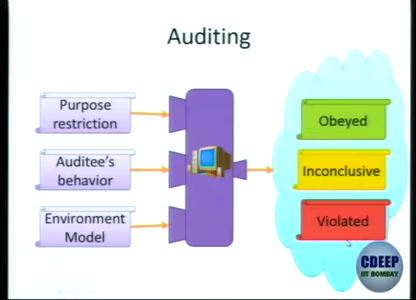 Auditing
Purpose
restriction
Auditee's
behavior
Environment
Model
Obeyed
Inconclusive
Violated
CDEEP
IIT BOMBAY